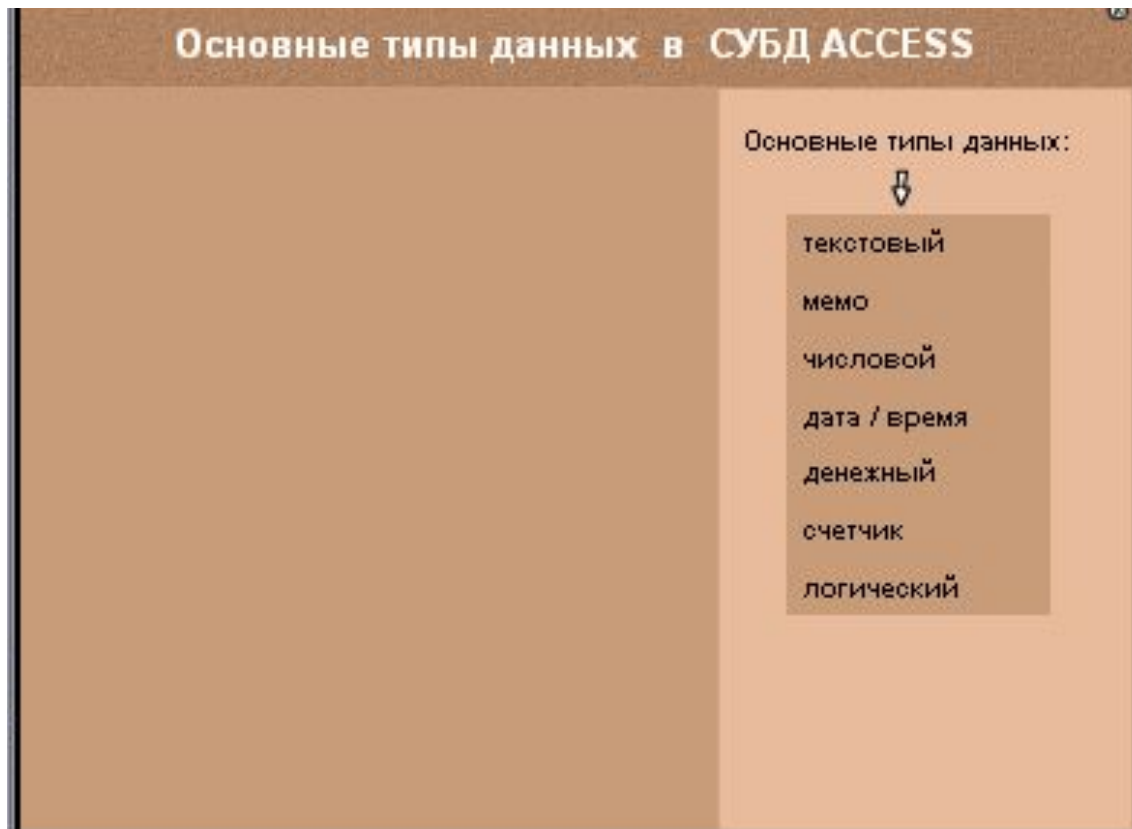 Основные типы данных в СУБД ACCESS
Основные типы данных:
текстовый
мемо
числовой
дата / время
денежный
счетчик
логический